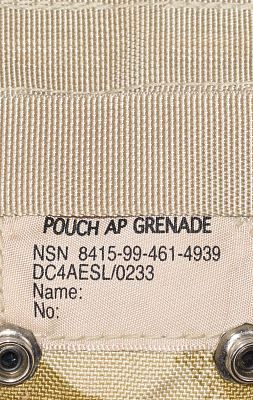 POUCH AP GRENADE
NSN 8415-99-461-4939
DC4AESL/0233
Name:
No: